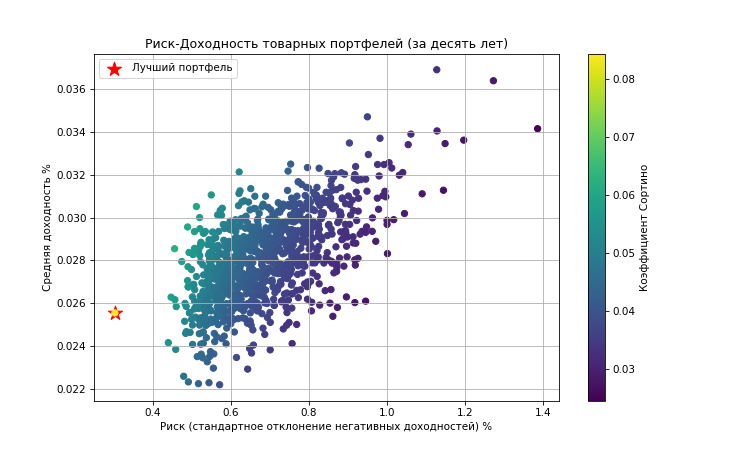 Риск-Доходность товарных портфелей (за десять лет)
Лучший портфель
Средняя доходность %
0.036
0.034
0.032
0.030
0.028
0.026
0.024
0.022
0.4 0.6 0.8 1.0 1.2 1.4
Риск (стандартное отклонение негативных доходностей) %
0.08
0.07
0.06
0.05
0.04
0.03
Коэффициент Сортино